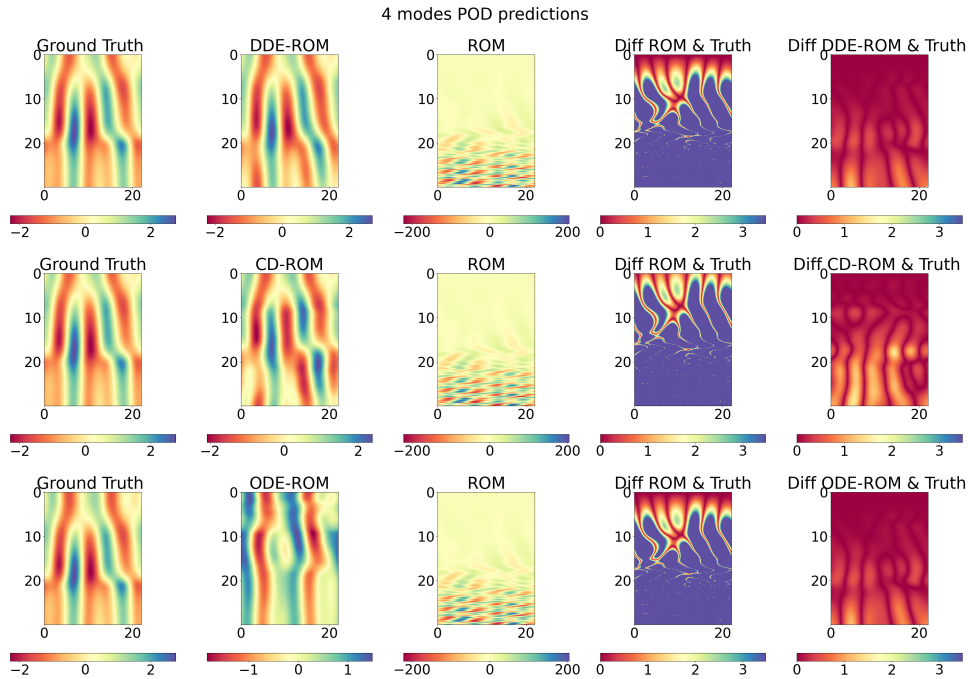 4 modes POD predictions
Ground Truth DDE-ROM ROM Diff ROM & Truth Diff DDE-ROM & Truth
0 0 0 0 0
10 10 10 10 10
20 20 20 20 20
0 20 0 20 0 20 0 20 0 20
−2 0 2 −2 0 2 −200 0 200 0 1 2 3 0 1 2 3
Ground Truth CD-ROM ROM Diff ROM & Truth Diff CD-ROM & Truth
0 0 0 0 0
10 10 10 10 10
20 20 20 20 20
0 20 0 20 0 20 0 20 0 20
−2 0 2 −2 0 2 −200 0 200 0 1 2 3 0 1 2 3
Ground Truth ODE-ROM ROM Diff ROM & Truth Diff ODE-ROM & Truth
0 0 0 0 0
10 10 10 10 10
20 20 20 20 20
0 20 0 20 0 20 0 20 0 20
−2 0 2 −1 0 1 −200 0 200 0 1 2 3 0 1 2 3